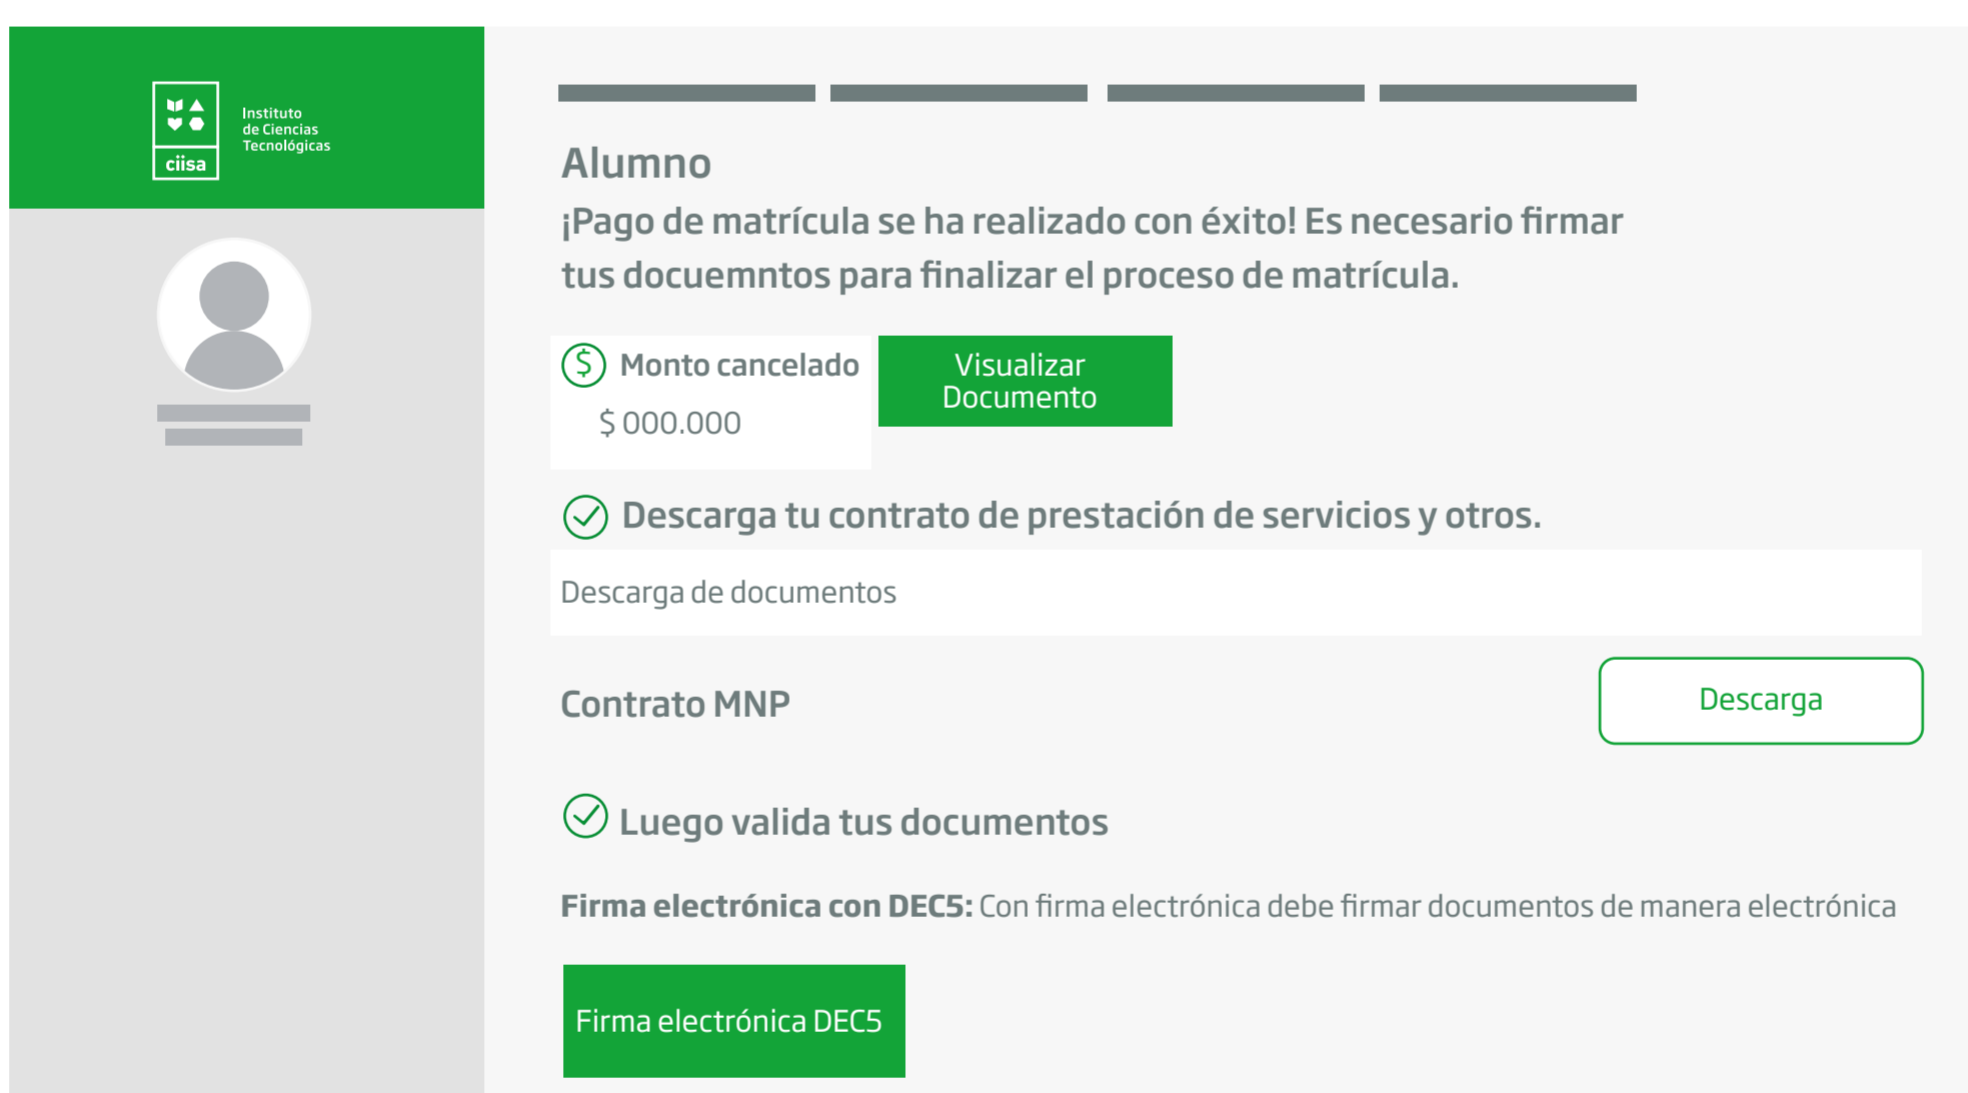 Instituto
de Ciencias
Tecnológicas
ciisa
Alumno
¡Pago de matrícula se ha realizado con éxito! Es necesario firmar
tus docuemntos para finalizar el proceso de matrícula.
$ Monto cancelado
$ 000.000
Visualizar
Documento
Descarga tu contrato de prestación de servicios y otros.
Descarga de documentos
Contrato MNP
Descarga
Luego valida tus documentos
Firma electrónica con DEC5: Con firma electrónica debe firmar documentos de manera electrónica
Firma electrónica DEC5